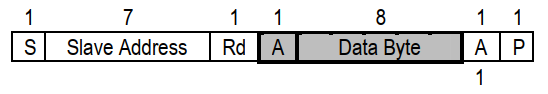 1 7 1 1 8 1 1
S Slave Address Rd A Data Byte A P
1